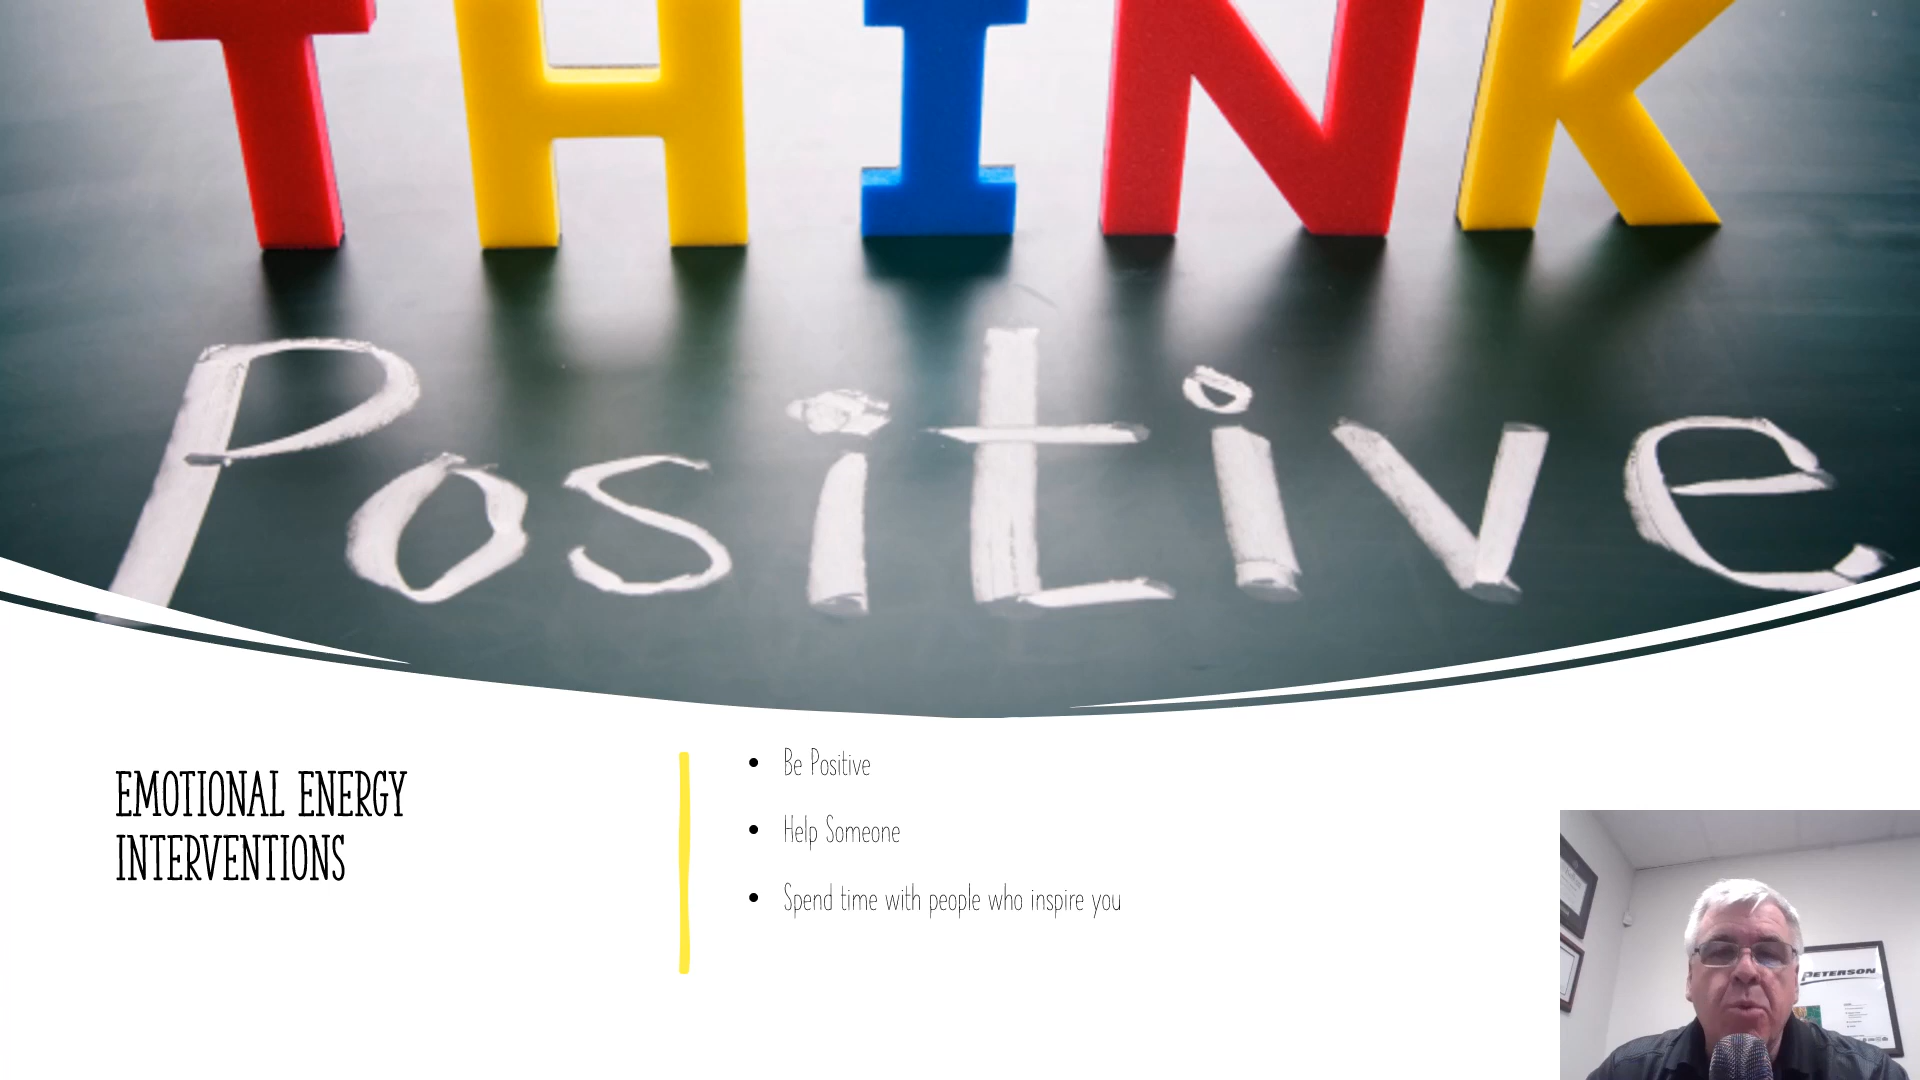 THINK
Positive
EMOTIONAL ENERGY
INTERVENTIONS
• Be Positive
• Help Someone
• Spend time with people who inspire you
PETERSON